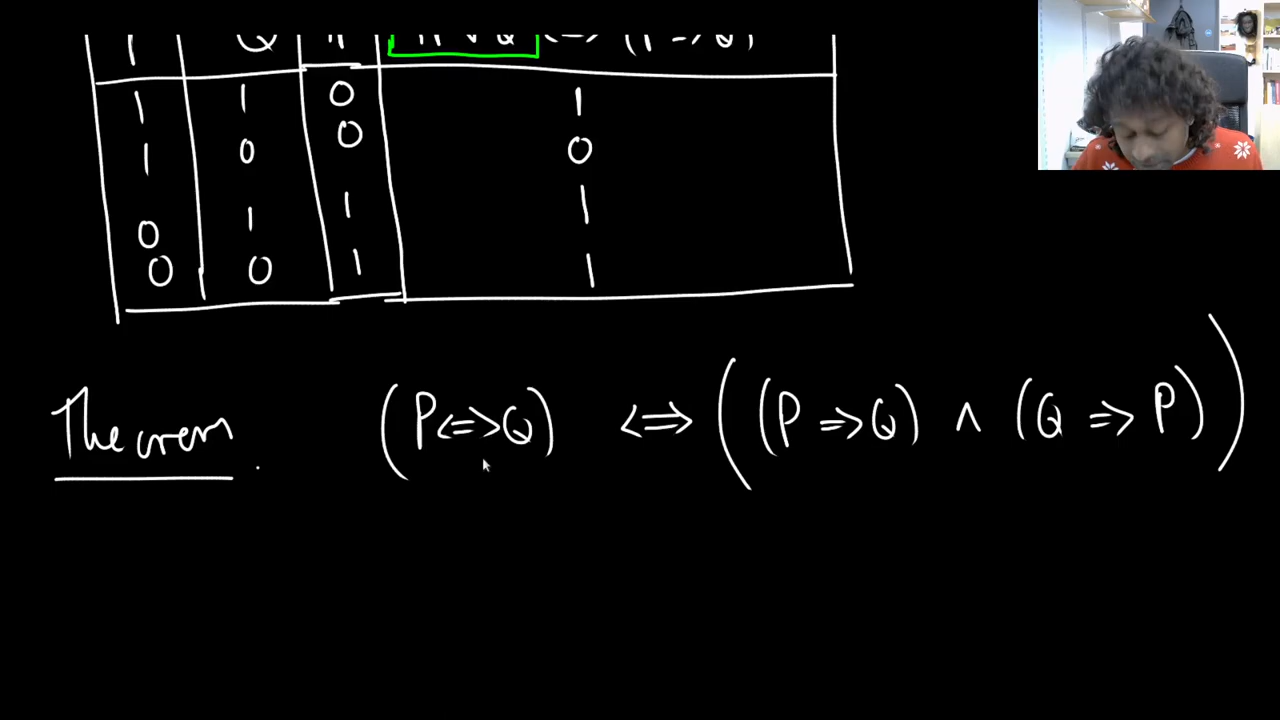 Q
1 1 0 1
1 0 0 0
0 1 1 1
0 0 1 1
Theorem. (P<=>Q) <=> ((P => Q) ∧ (Q => P))